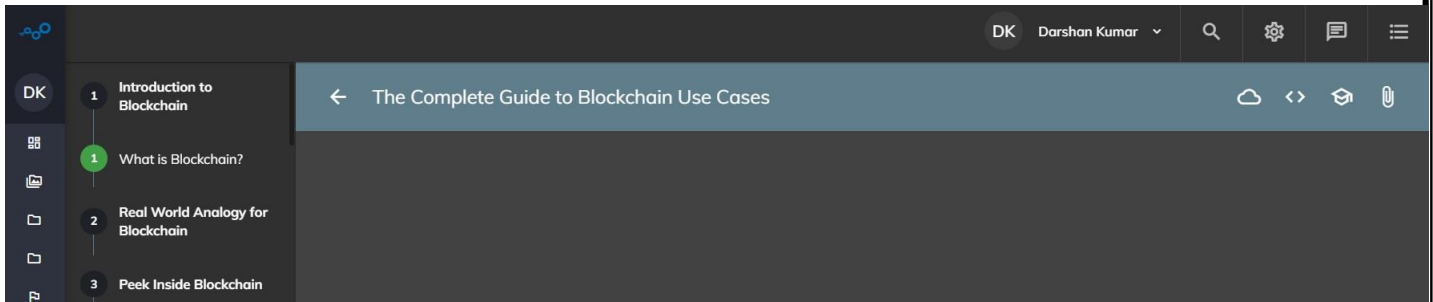 DK Darshan Kumar
DK
1 Introduction to
Blockchain
The Complete Guide to Blockchain Use Cases
1 What is Blockchain?
2 Real World Analogy for
Blockchain
3 Peek Inside Blockchain